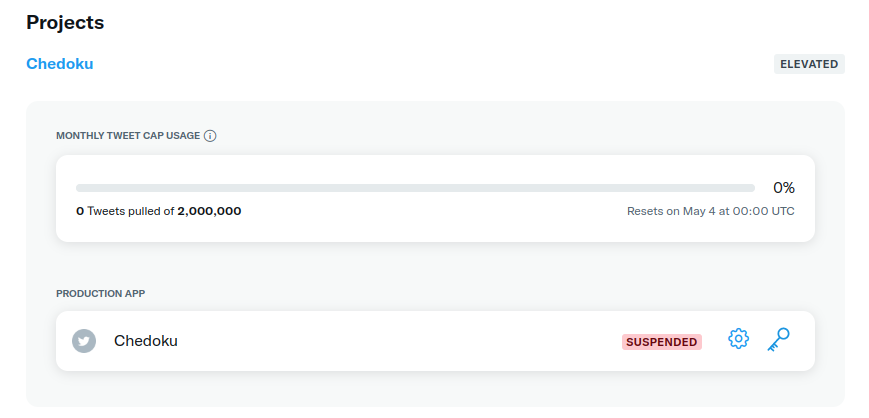 Projects
Chedoku
ELEVATED
MONTHLY TWEET CAP USAGE
0%
0 Tweets pulled of 2,000,000
Resets on May 4 at 00:00 UTC
PRODUCTION APP
Chedoku
SUSPENDED